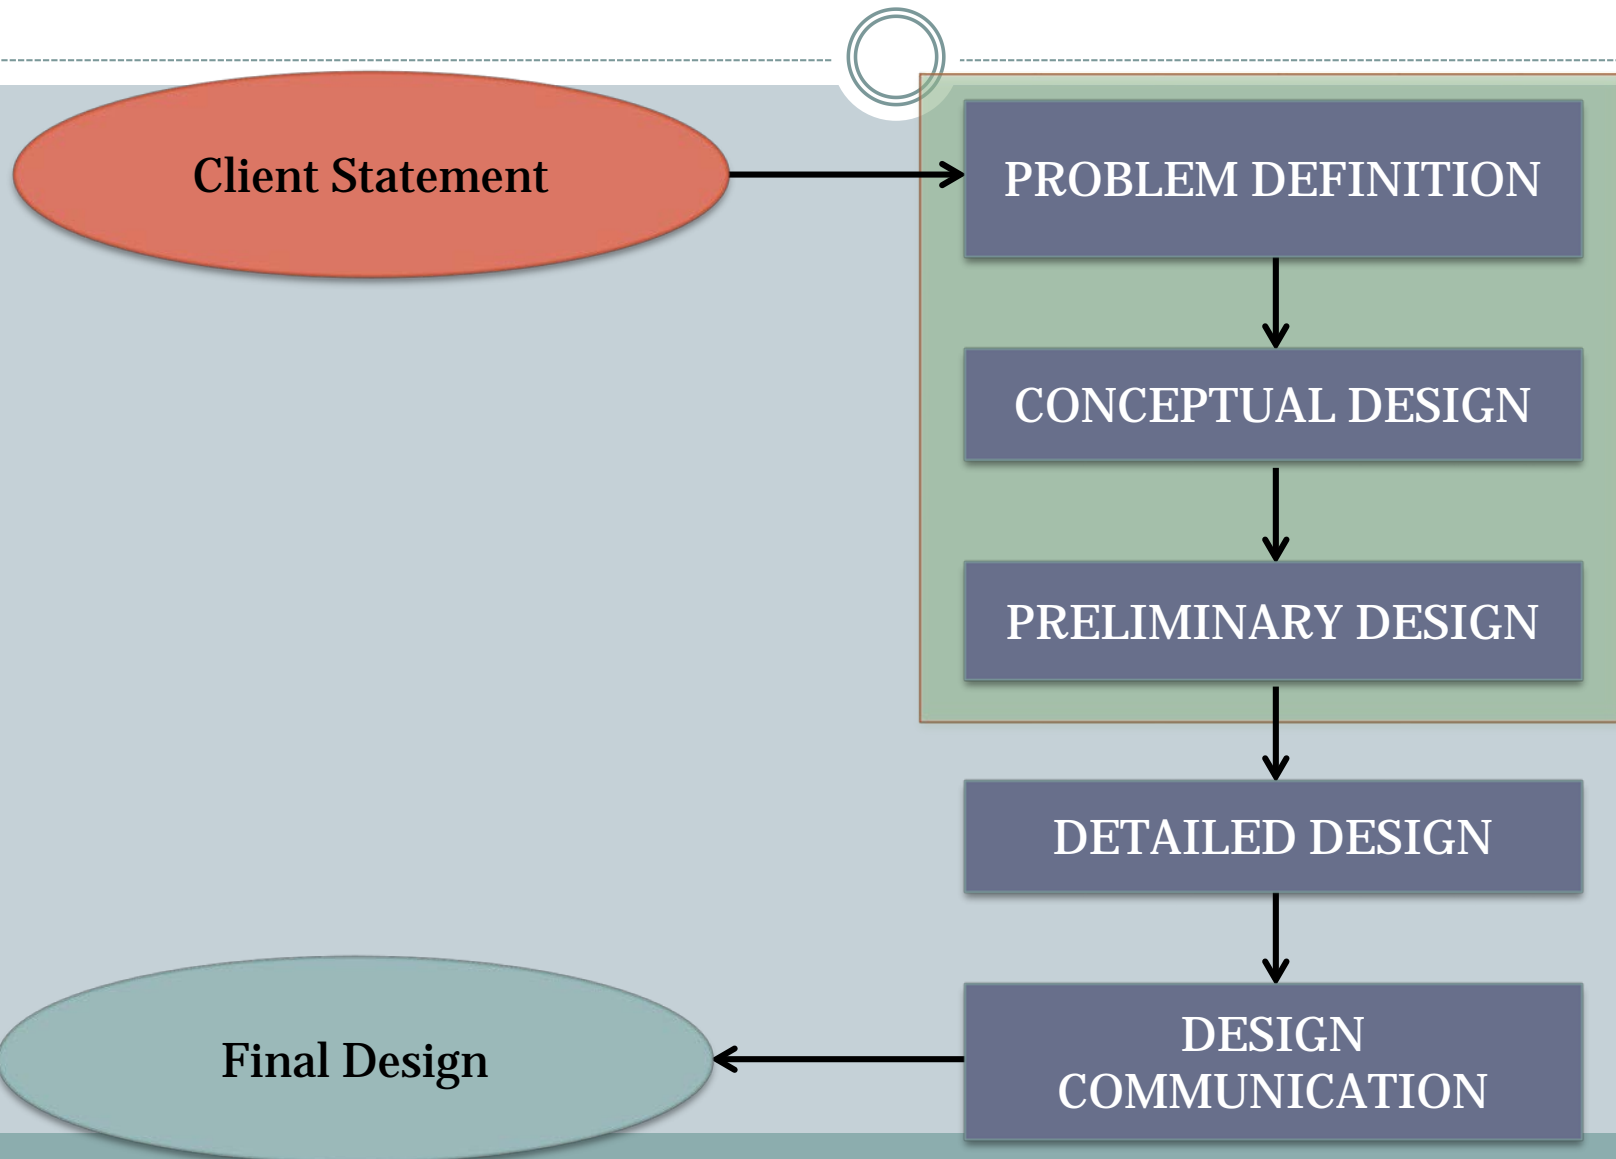 Client Statement
PROBLEM DEFINITION
CONCEPTUAL DESIGN
PRELIMINARY DESIGN
DETAILED DESIGN
DESIGN
COMMUNICATION
Final Design